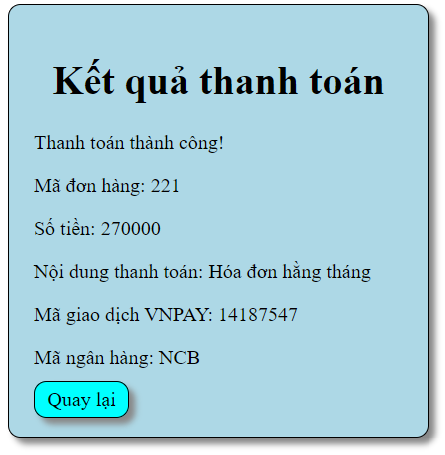 Kết quả thanh toán
Thanh toán thành công!
Mã đơn hàng: 221
Số tiền: 270000
Nội dung thanh toán: Hóa đơn hằng tháng
Mã giao dịch VNPAY: 14187547
Mã ngân hàng: NCB
Quay lại